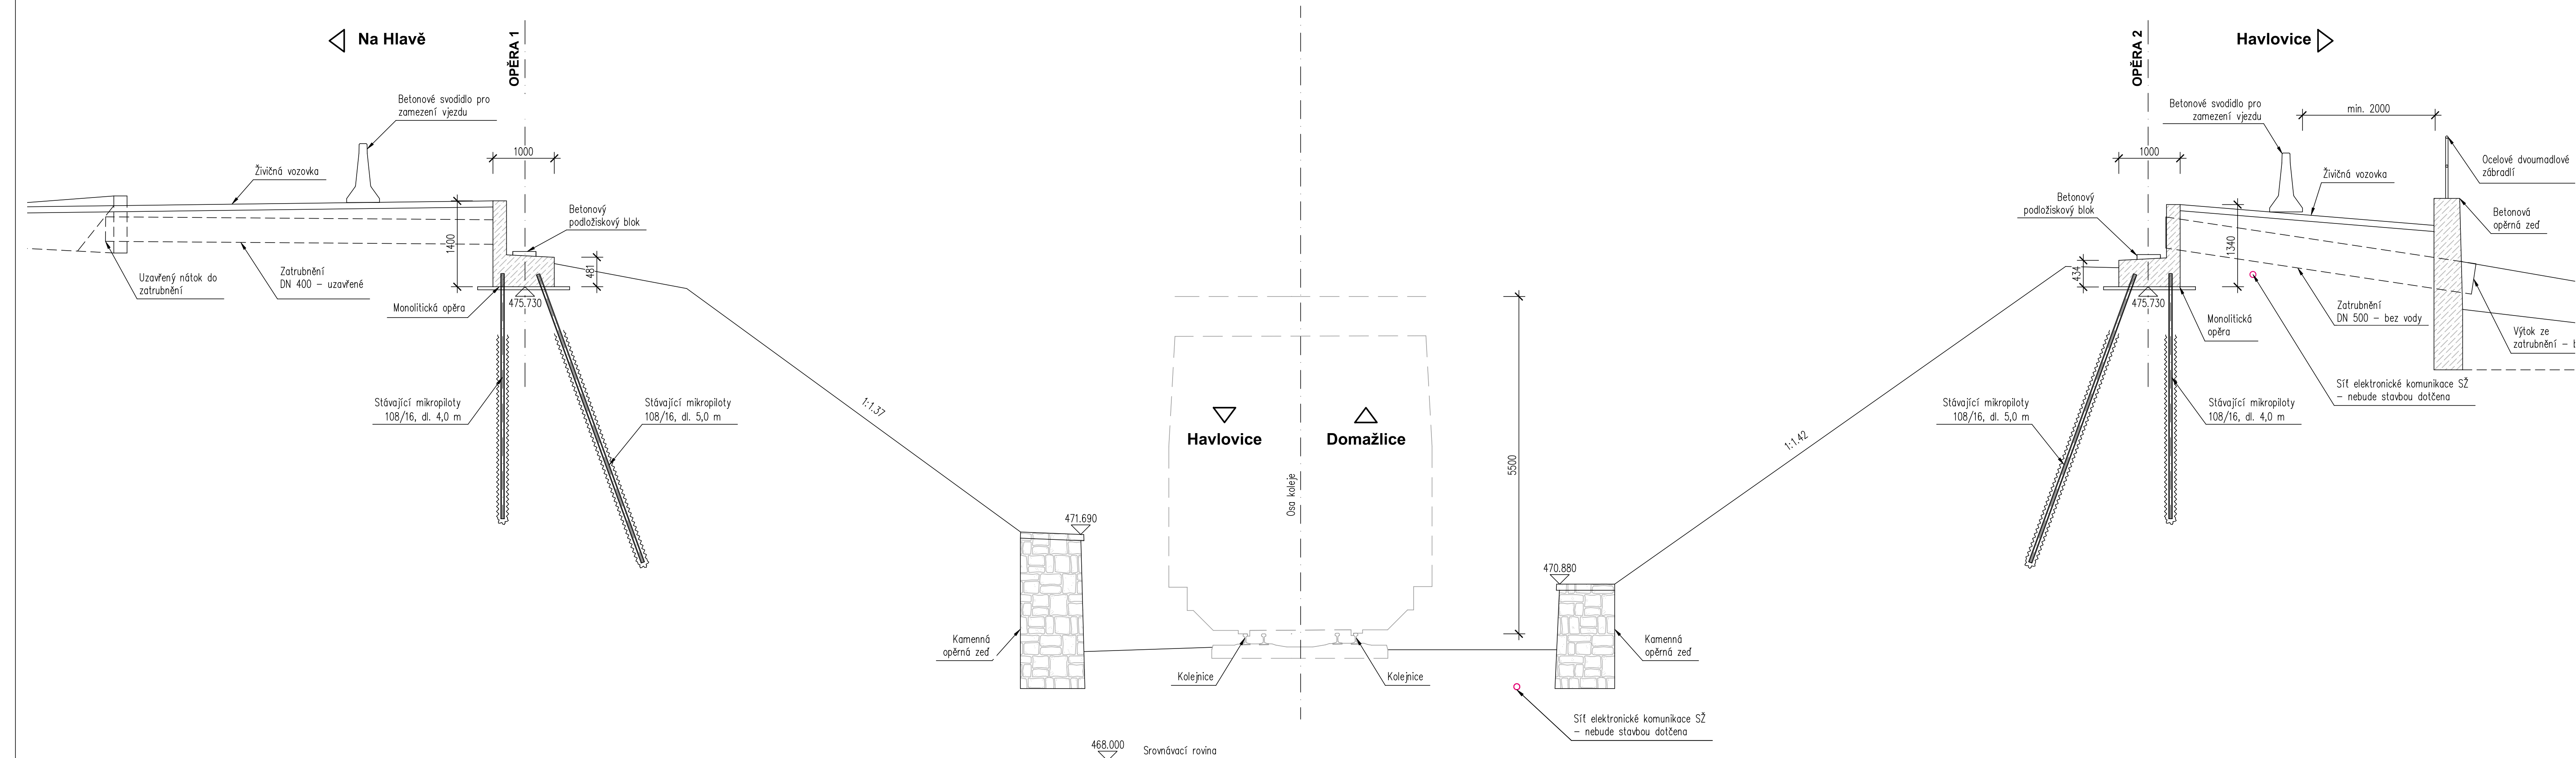 Na Hlavě
OPĚRA 1
Betonové svodidlo pro
zamezení vjezdu
1000
Živičná vozovka
Betonový
podložiskový blok
1400
481
Uzavřený nátok do
zatrubnění
Zatrubnění
DN 400 – uzavřené
Monolitická opěra
475.730
Stávající mikropiloty
108/16, dl. 4,0 m
Stávající mikropiloty
108/16, dl. 5,0 m
1:1.37
471.690
Kamenná
opěrná zeď
Havlovice
Domažlice
Osa koleje
5500
Kolejnice
Kolejnice
468.000
Srovnávací rovina
470.880
Kamenná
opěrná zeď
Síť elektronické komunikace SŽ
– nebude stavbou dotčena
1:1.42
OPĚRA 2
Havlovice
Betonové svodidlo pro
zamezení vjezdu
min. 2000
1000
Živičná vozovka
Ocelové dvoumadlové
zábradlí
Betonový
podložiskový blok
Betonová
opěrná zeď
434
1340
475.730
Monolitická
opěra
Zatrubnění
DN 500 – bez vody
Výtok ze
zatrubnění – b
Síť elektronické komunikace SŽ
– nebude stavbou dotčena
Stávající mikropiloty
108/16, dl. 5,0 m
Stávající mikropiloty
108/16, dl. 4,0 m